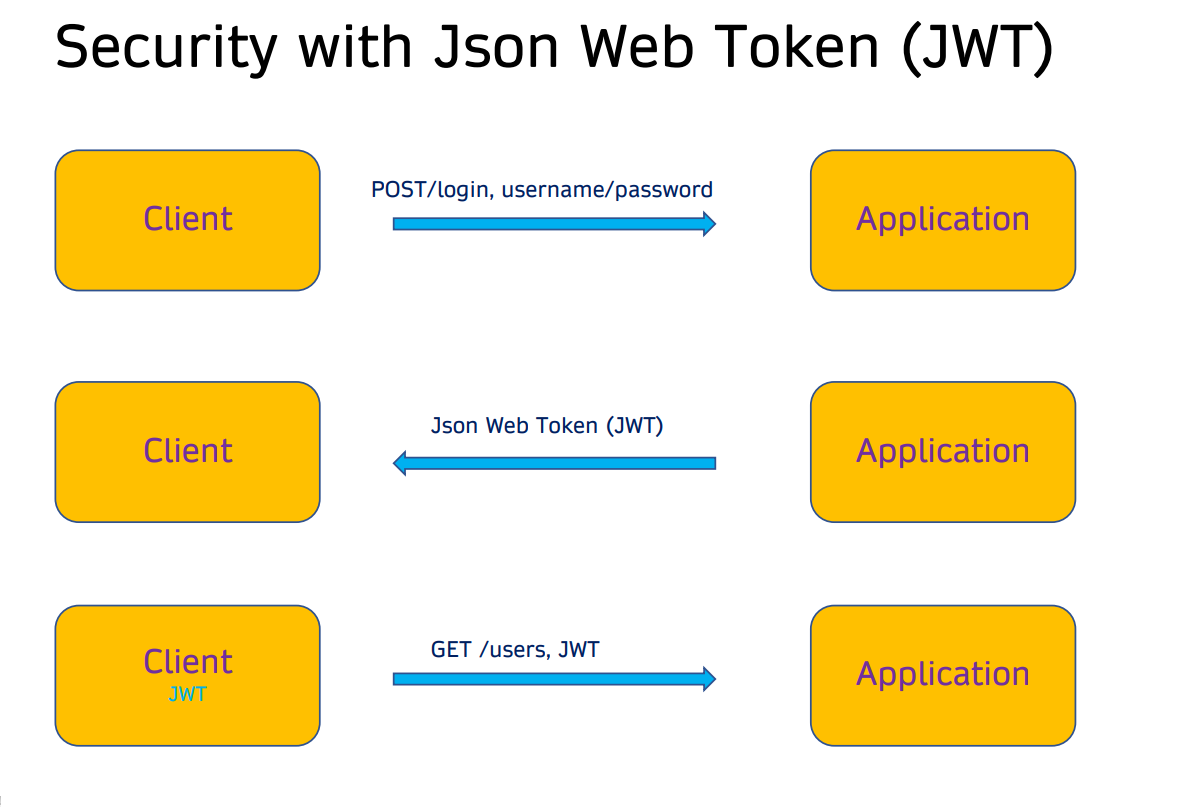 Security with Json Web Token (JWT)
Client
POST/login, username/password
Application
Client
Json Web Token (JWT)
Application
Client
JWT
GET /users, JWT
Application